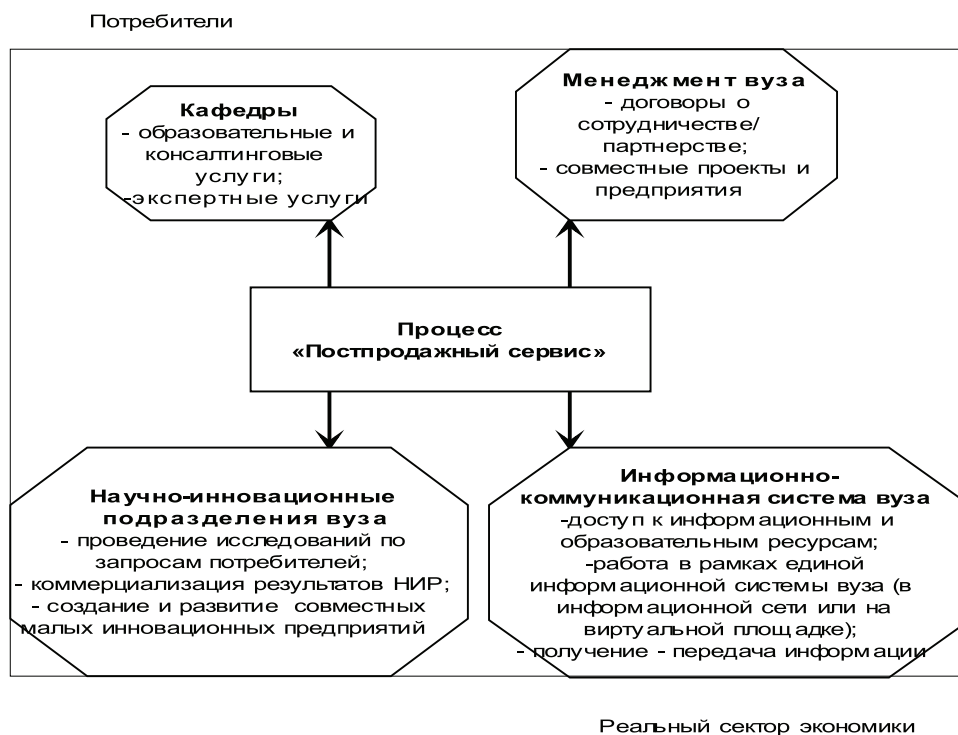 Потребители
Кафедры
- образовательные и
консалтинговые
услуги;
-экспертные услуги
Менеджмент вуза
- договоры о
сотрудничестве/
партнерстве;
- совместные проекты и
предприятия
Процесс
«Постпродажный сервис»
Научно-инновационные
подразделения вуза
- проведение исследований по
запросам потребителей;
- коммерциализация результатов НИР;
- создание и развитие совместных
малых инновационных предприятий
Информационно-
коммуникационная система вуза
-доступ к информационным и
образовательным ресурсам;
-работа в рамках единой
информационной системы вуза (в
информационной сети или на
виртуальной площадке);
- получение - передача информации
Реальный сектор экономики